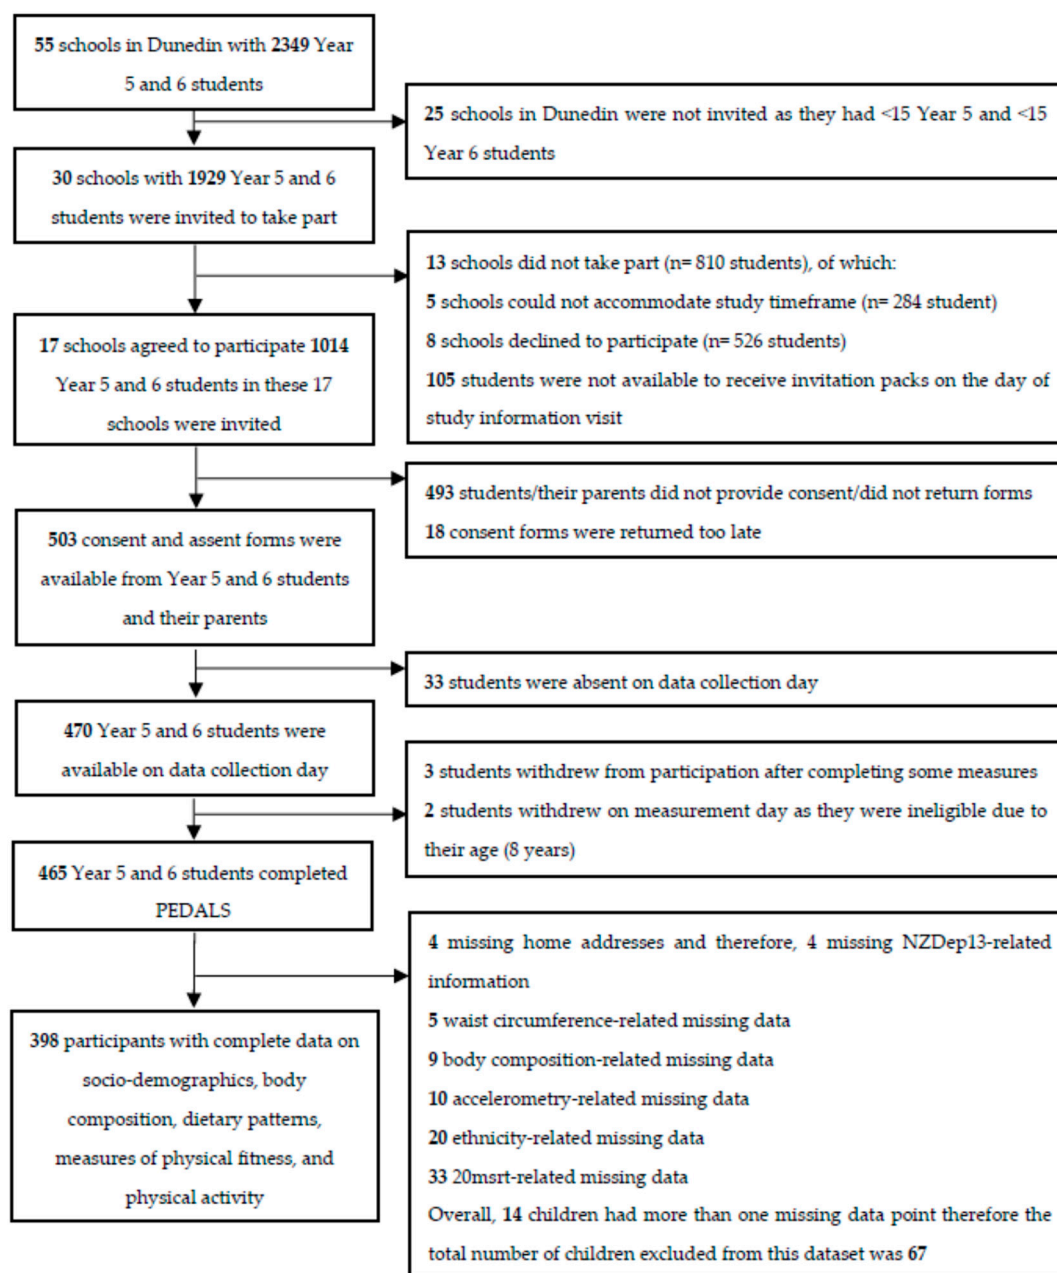 55 schools in Dunedin with 2349 Year
5 and 6 students
25 schools in Dunedin were not invited as they had <15 Year 5 and <15
Year 6 students
30 schools with 1929 Year 5 and 6
students were invited to take part
13 schools did not take part (n= 810 students), of which:
5 schools could not accommodate study timeframe (n= 284 student)
8 schools declined to participate (n= 526 students)
105 students were not available to receive invitation packs on the day of
study information visit
17 schools agreed to participate 1014
Year 5 and 6 students in these 17
schools were invited
493 students/their parents did not provide consent/did not return forms
18 consent forms were returned too late
503 consent and assent forms were
available from Year 5 and 6 students
and their parents
33 students were absent on data collection day
470 Year 5 and 6 students were
available on data collection day
3 students withdrew from participation after completing some measures
2 students withdrew on measurement day as they were ineligible due to
their age (8 years)
465 Year 5 and 6 students completed
PEDALS
4 missing home addresses and therefore, 4 missing NZDep13-related
information
5 waist circumference-related missing data
9 body composition-related missing data
10 accelerometry-related missing data
20 ethnicity-related missing data
33 20msrt-related missing data
Overall, 14 children had more than one missing data point therefore the
total number of children excluded from this dataset was 67
398 participants with complete data on
socio-demographics, body
composition, dietary patterns,
measures of physical fitness, and
physical activity